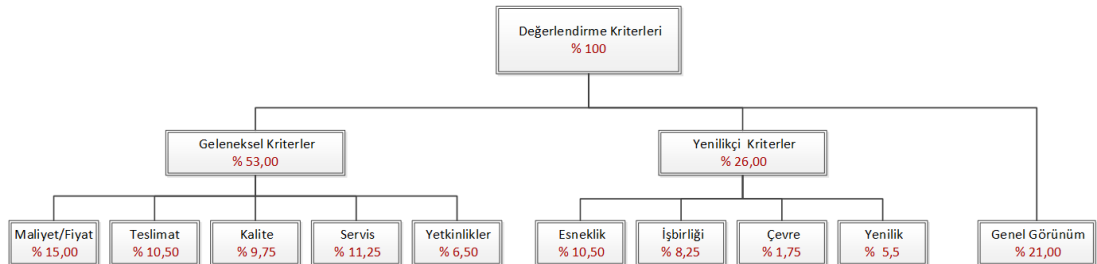 Değerlendirme Kriterleri
% 100
Geleneksel Kriterler
% 53,00
Yenilikçi Kriterler
% 26,00
Maliyet/Fiyat
% 15,00
Teslimat
% 10,50
Kalite
% 9,75
Servis
% 11,25
Yetkinlikler
% 6,50
Esneklik
% 10,50
İşbirliği
% 8,25
Çevre
% 1,75
Yenilik
% 5,5
Genel Görünüm
% 21,00